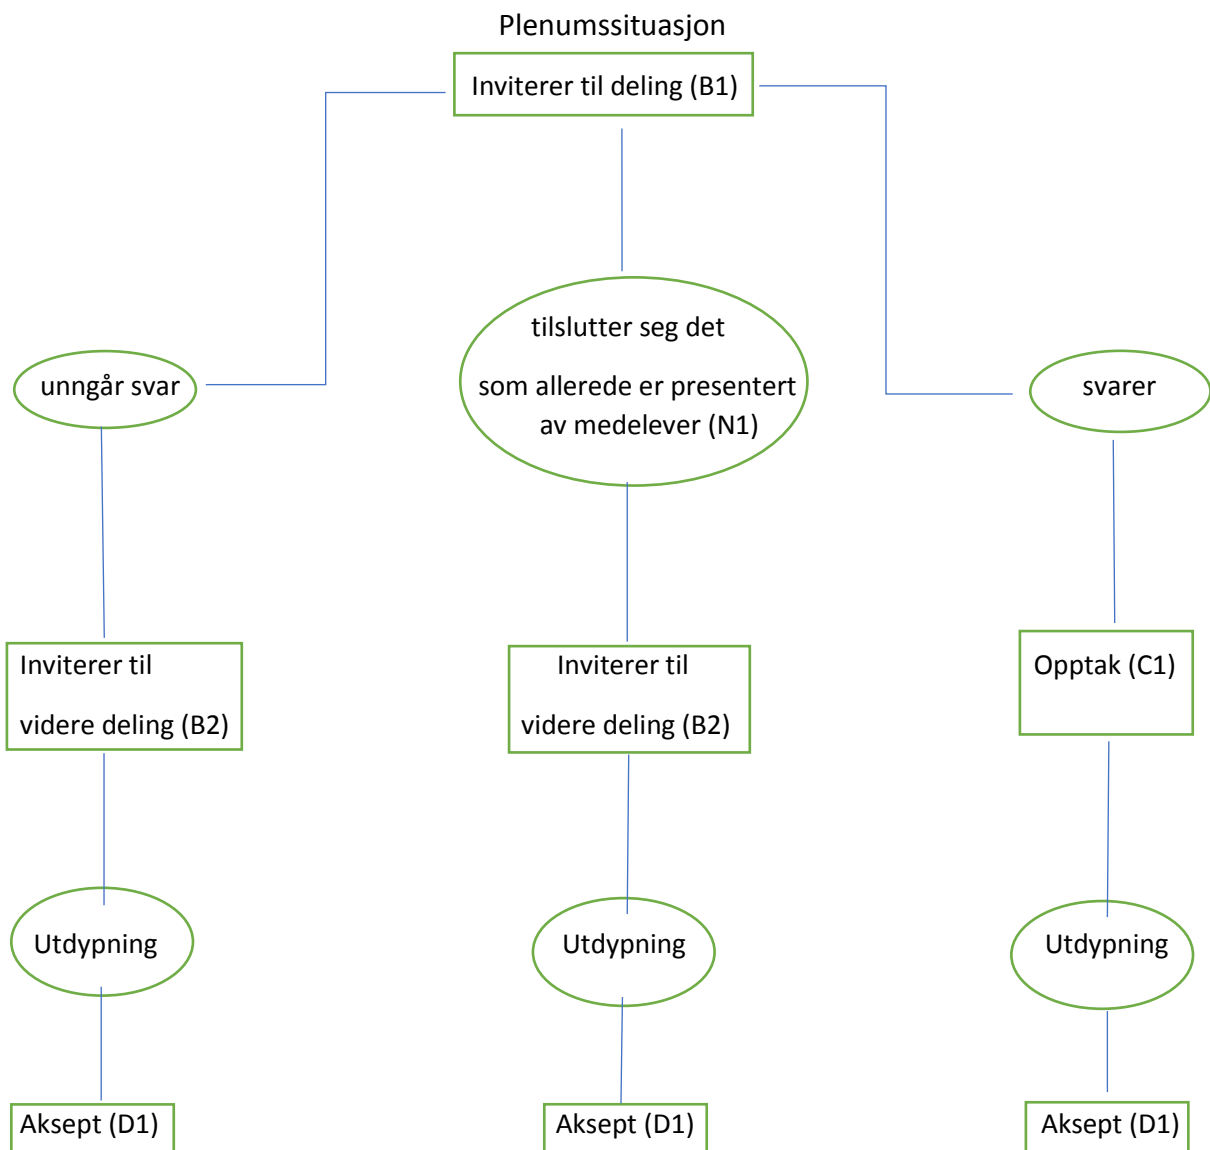 Plenumssituasjon
Inviterer til deling (B1)
unngår svar
tilslutter seg det
som allerede er presentert
av medelever (N1)
svarer
Inviterer til
videre deling (B2)
Inviterer til
videre deling (B2)
Opptak (C1)
Utdypning
Utdypning
Utdypning
Aksept (D1)
Aksept (D1)
Aksept (D1)